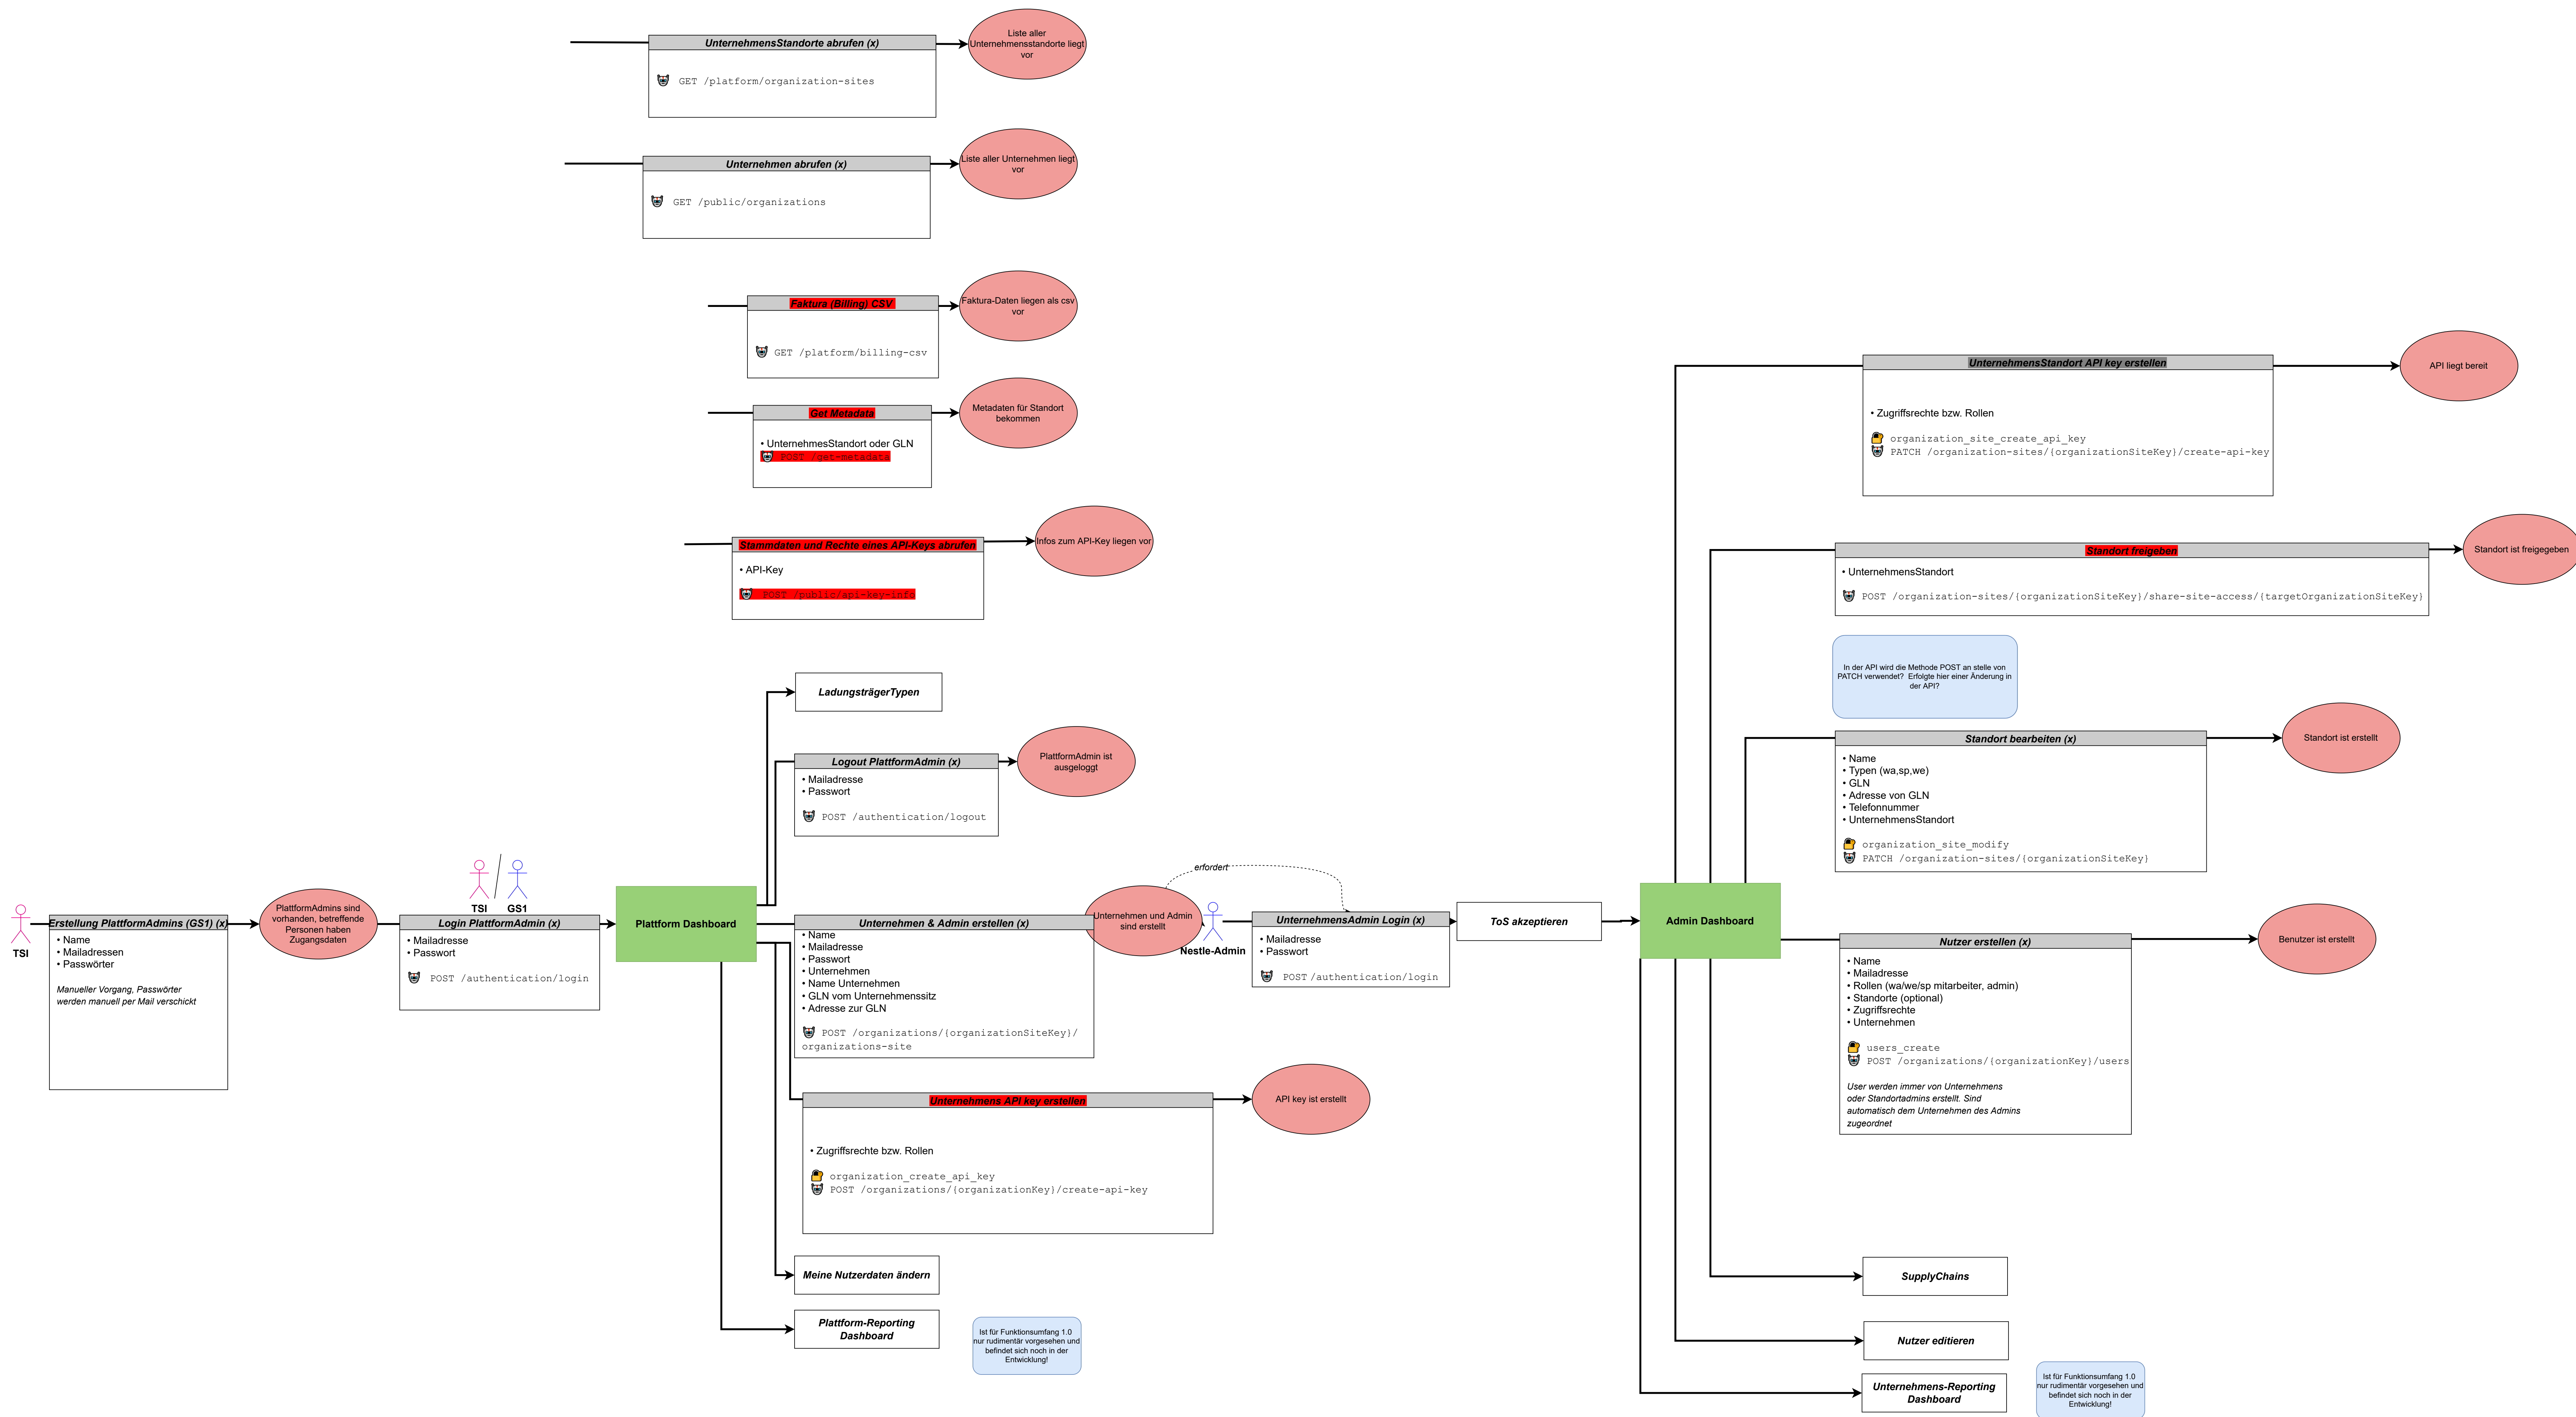 UnternehmensStandorte abrufen (x)
GET /platform/organization-sites
Liste aller
Unternehmensstandorte liegt
vor
Unternehmen abrufen (x)
GET /public/organizations
Liste aller Unternehmen liegt
vor
Faktura (Billing) CSV
GET /platform/billing-csv
Faktura-Daten liegen als csv
vor
Get Metadata
• UnternehmesStandort oder GLN
POST /get-metadata
Metadaten für Standort
bekommen
Stammdaten und Rechte eines API-Keys abrufen
• API-Key
POST /public/api-key-info
Infos zum API-Key liegen vor
LadungsträgerTypen
Logout PlattformAdmin (x)
• Mailadresse
• Passwort
POST /authentication/logout
PlattformAdmin ist
ausgeloggt
TSI
Erstellung PlattformAdmins (GS1) (x)
• Name
• Mailadressen
• Passwörter
Manueller Vorgang, Passwörter
werden manuell per Mail verschickt
PlattformAdmins sind
vorhanden, betreffende
Personen haben
Zugangsdaten
TSI
GS1
Login PlattformAdmin (x)
• Mailadresse
• Passwort
POST /authentication/login
Plattform Dashboard
Unternehmen & Admin erstellen (x)
• Name
• Mailadresse
• Passwort
• Unternehmen
• Name Unternehmen
• GLN vom Unternehmenssitz
• Adresse zur GLN
POST /organizations/{organizationSiteKey}/
organizations-site
Unternehmen und Admin
sind erstellt
erfordert
Nestle-Admin
UnternehmensAdmin Login (x)
• Mailadresse
• Passwort
POST /authentication/login
ToS akzeptieren
Admin Dashboard
Unternehmens API key erstellen
• Zugriffsrechte bzw. Rollen
organization_create_api_key
POST /organizations/{organizationKey}/create-api-key
API key ist erstellt
Meine Nutzerdaten ändern
Plattform-Reporting
Dashboard
Ist für Funktionsumfang 1.0
nur rudimentär vorgesehen und
befindet sich noch in der
Entwicklung!
UnternehmensStandort API key erstellen
• Zugriffsrechte bzw. Rollen
organization_site_create_api_key
PATCH /organization-sites/{organizationSiteKey}/create-api-key
API liegt bereit
Standort freigeben
• UnternehmensStandort
POST /organization-sites/{organizationSiteKey}/share-site-access/{targetOrganizationSiteKey}
Standort ist freigegeben
In der API wird die Methode POST an stelle von
PATCH verwendet? Erfolgte hier einer Änderung in
der API?
Standort bearbeiten (x)
• Name
• Typen (wa,sp,we)
• GLN
• Adresse von GLN
• Telefonnummer
• UnternehmensStandort
organization_site_modify
PATCH /organization-sites/{organizationSiteKey}
Standort ist erstellt
Nutzer erstellen (x)
• Name
• Mailadresse
• Rollen (wa/we/sp mitarbeiter, admin)
• Standorte (optional)
• Zugriffsrechte
• Unternehmen
users_create
POST /organizations/{organizationKey}/users
User werden immer von Unternehmens
oder Standortadmins erstellt. Sind
automatisch dem Unternehmen des Admins
zugeordnet
Benutzer ist erstellt
SupplyChains
Nutzer editieren
Unternehmens-Reporting
Dashboard
Ist für Funktionsumfang 1.0
nur rudimentär vorgesehen und
befindet sich noch in der
Entwicklung!